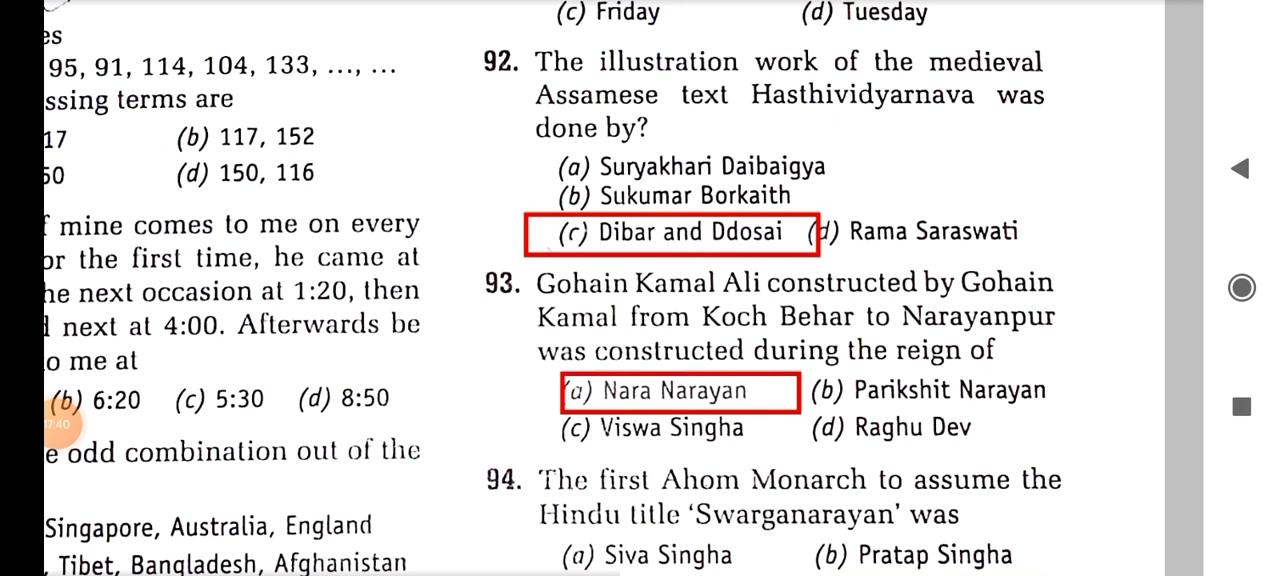 es
95, 91, 114, 104, 133, ..., ...
ssing terms are
17 (b) 117, 152
50 (d) 150, 116
f mine comes to me on every
or the first time, he came at
he next occasion at 1:20, then
d next at 4:00. Afterwards be
o me at
(b) 6:20 (c) 5:30 (d) 8:50
17:40
e odd combination out of the
Singapore, Australia, England
, Tibet, Bangladesh, Afghanistan
(c) Friday (d) Tuesday
92. The illustration work of the medieval
Assamese text Hasthividyarnava was
done by?
(a) Suryakhari Daibaigya
(b) Sukumar Borkaith
(c) Dibar and Ddosai (d) Rama Saraswati
93. Gohain Kamal Ali constructed by Gohain
Kamal from Koch Behar to Narayanpur
was constructed during the reign of
(a) Nara Narayan (b) Parikshit Narayan
(c) Viswa Singha (d) Raghu Dev
94. The first Ahom Monarch to assume the
Hindu title ‘Swarganarayan’ was
(a) Siva Singha (b) Pratap Singha